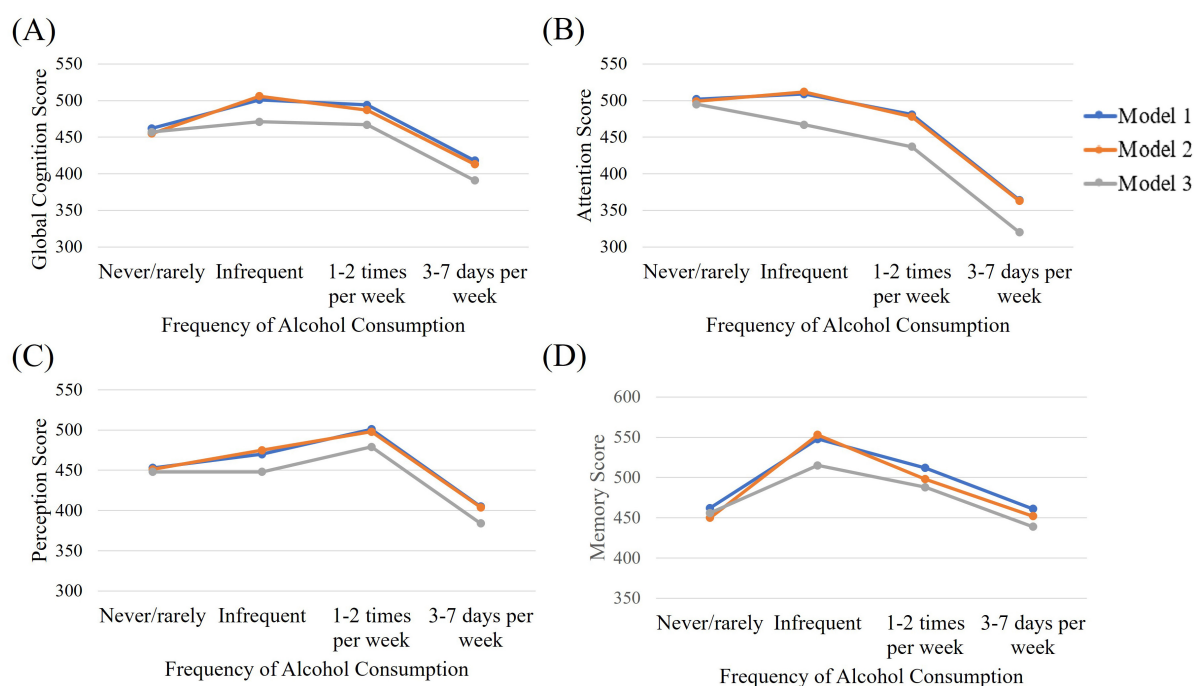 (A)
Global Cognition Score
550
500
450
400
350
300
Never/rarely Infrequent 1-2 times per week 3-7 days per week
Frequency of Alcohol Consumption
(B)
Attention Score
550
500
450
400
350
300
Never/rarely Infrequent 1-2 times per week 3-7 days per week
Frequency of Alcohol Consumption
Model 1
Model 2
Model 3
(C)
Perception Score
550
500
450
400
350
300
Never/rarely Infrequent 1-2 times per week 3-7 days per week
Frequency of Alcohol Consumption
(D)
Memory Score
600
550
500
450
400
350
Never/rarely Infrequent 1-2 times per week 3-7 days per week
Frequency of Alcohol Consumption